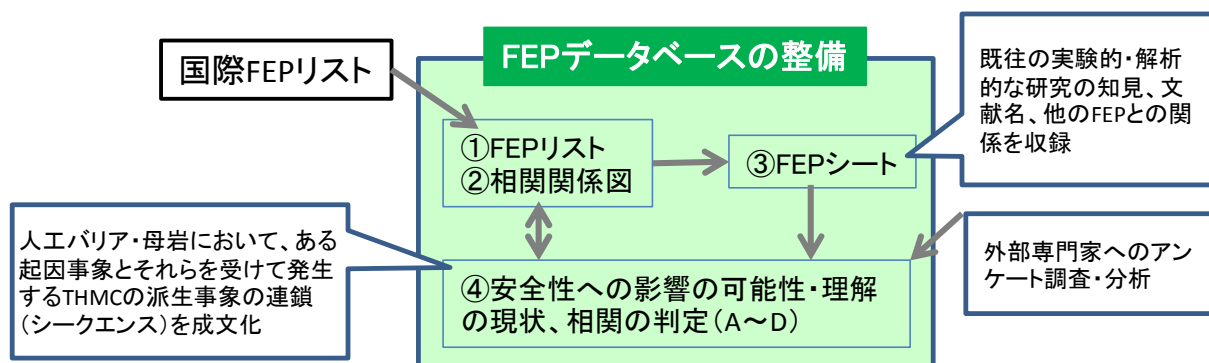 国際FEPリスト
FEPデータベースの整備
既往の実験的・解析
的な研究の知見、文
献名、他のFEPとの関
係を収録
①FEPリスト
②相関関係図
③FEPシート
人工バリア・母岩において、ある
起因事象とそれらを受けて発生
するTHMCの派生事象の連鎖
（シークエンス）を成文化
外部専門家へのアン
ケート調査・分析
④安全性への影響の可能性・理解
の現状、相関の判定（A～D）